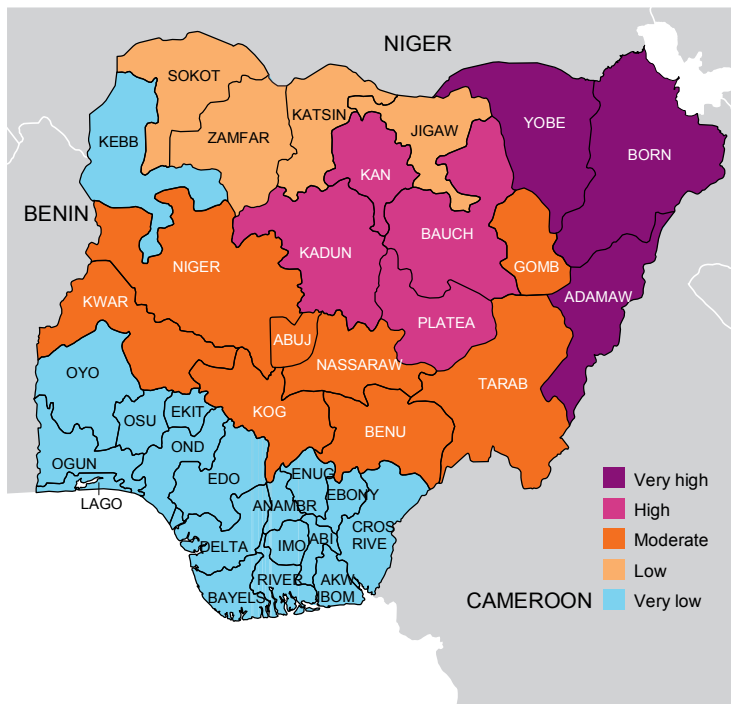 NIGER
SOKOT
KATSIN
ZAMFAR
JIGAW
YOBE
KEBB
BORN
KAN
BENIN
BAUCH
KADUN
NIGER
GOMB
ADAMAW
KWAR
PLATEA
ABUJ
NASSARAW
OYO
TARAB
EKIT
KOG
OSU
BENU
OND
OGUN
EDO
ENUG
EBONY
LAGO
ANAMBR
CROS
RIVE
DELTA
IMO
ABI
RIVER
AKW
IBOM
BAYELS
CAMEROON
Very high
High
Moderate
Low
Very low